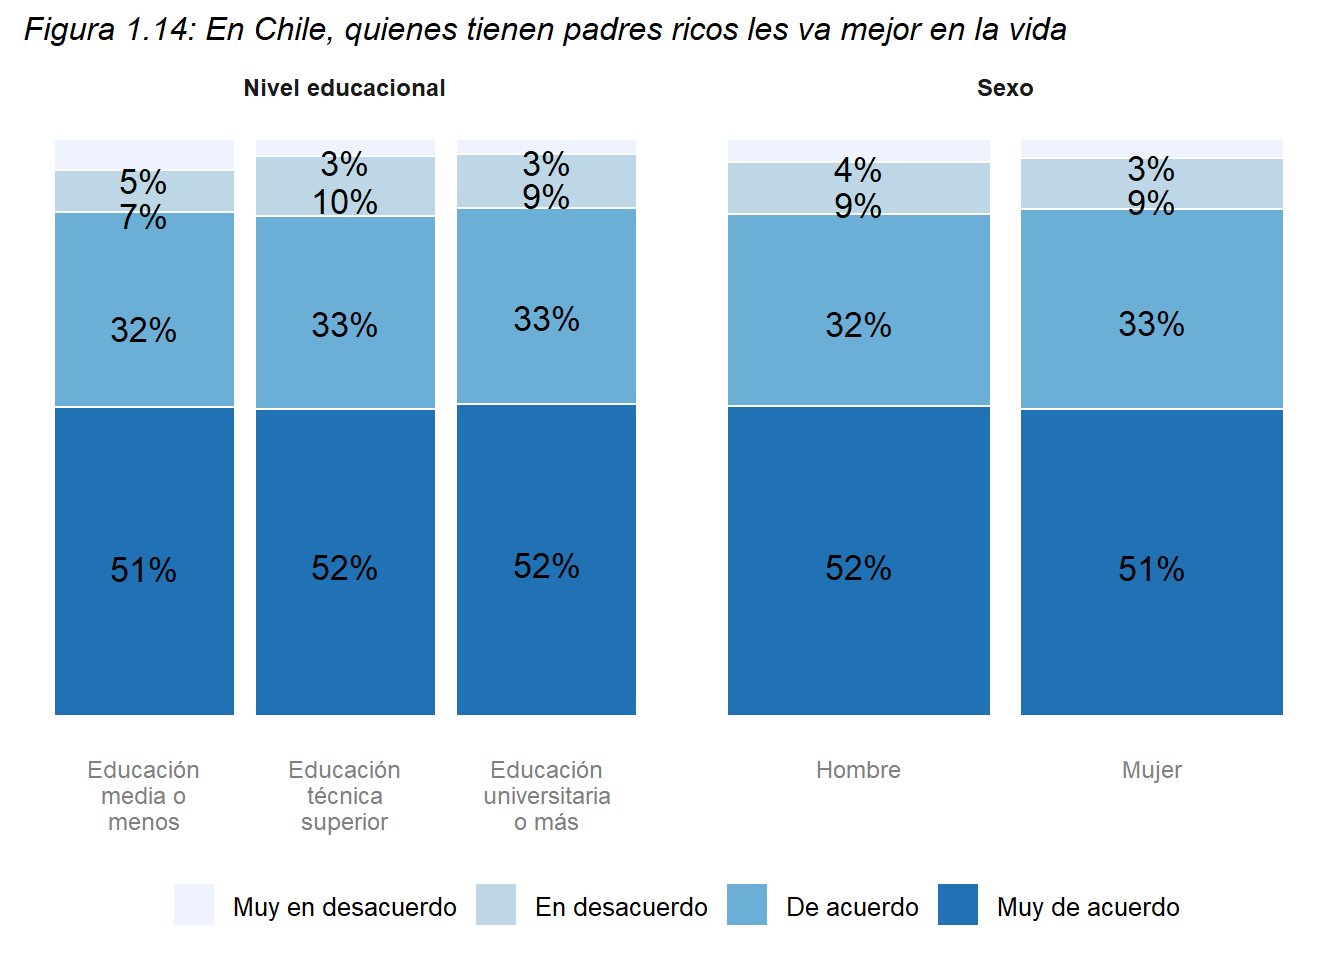 Figura 1.14: En Chile, quienes tienen padres ricos les va mejor en la vida
Nivel educacional
Sexo
5%
7%
32%
51%
3%
10%
33%
52%
3%
9%
33%
52%
4%
9%
32%
52%
3%
9%
33%
51%
Educación
media o
menos
Educación
técnica
superior
Educación
universitaria
o más
Hombre
Mujer
Muy en desacuerdo
En desacuerdo
De acuerdo
Muy de acuerdo